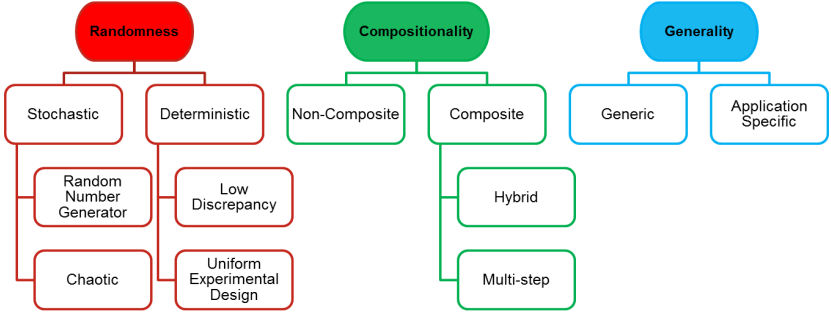 Randomness
Stochastic
Random
Number
Generator
Chaotic
Deterministic
Low
Discrepancy
Uniform
Experimental
Design
Compositionality
Non-Composite
Composite
Hybrid
Multi-step
Generality
Generic
Application
Specific